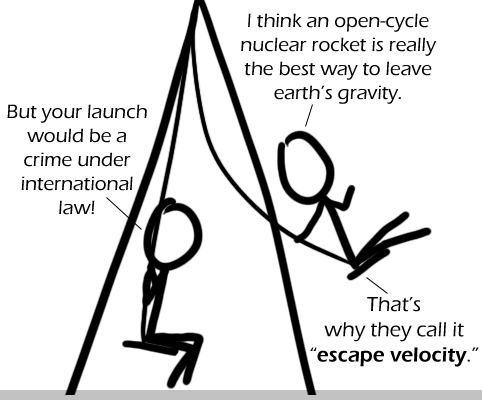 I think an open-cycle
nuclear rocket is really
the best way to leave
earth's gravity.
But your launch
would be a
crime under
international
law!
That's
why they call it
“escape velocity.”